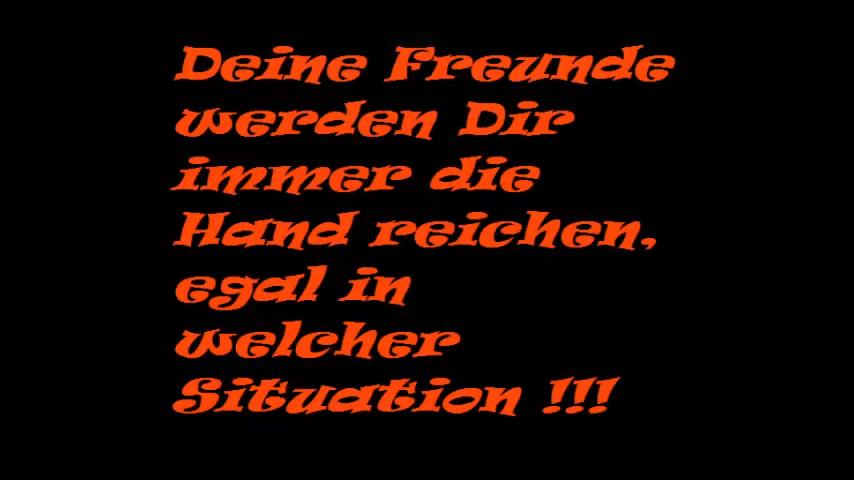 Deine Freunde
werden Dir
immer die
Hand reichen,
egal in
welcher
Situation !!!